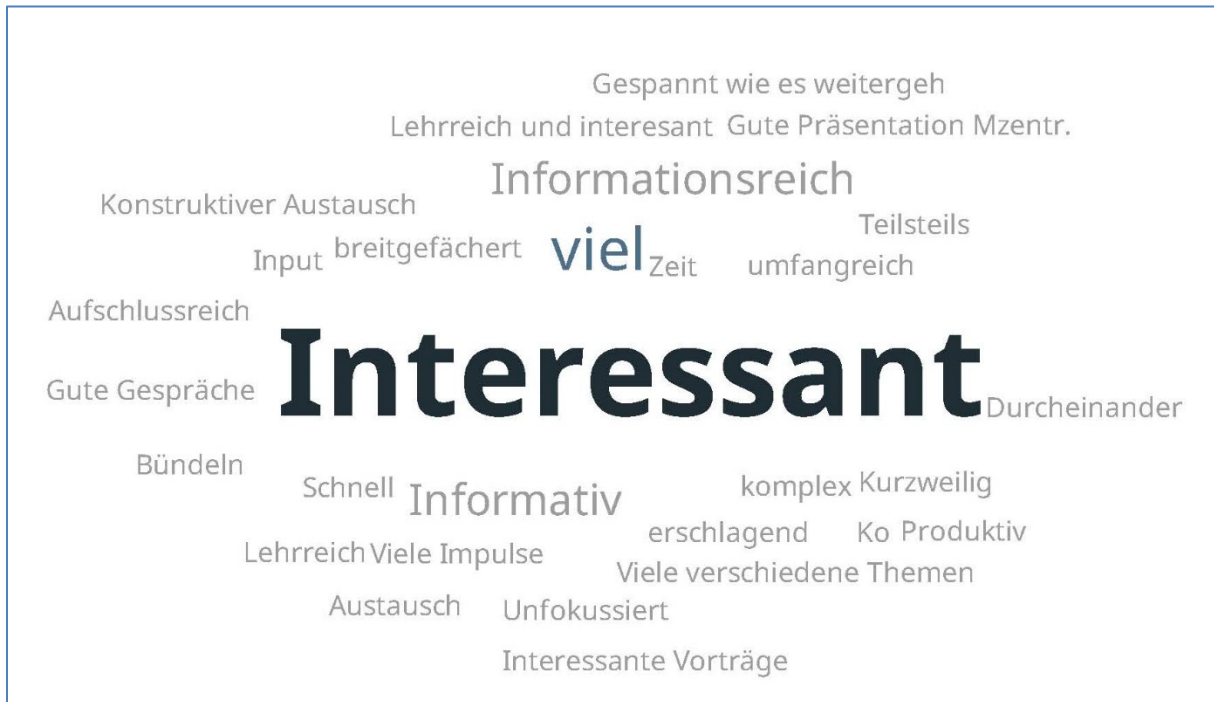 Gespannt wie es weitergeh
Lehrreich und interesant Gute Präsentation Mzentr.
Informationsreich
Konstruktiver Austausch
Teilsteils
Input breitgefächert viel Zeit umfangreich
Aufschlussreich
Interessant
Gute Gespräche
Durcheinander
Bündeln
Schnell Informativ komplex Kurzweilig
erschlagend Ko Produktiv
Lehrreich Viele Impulse
Viele verschiedene Themen
Austausch Unfokussiert
Interessante Vorträge